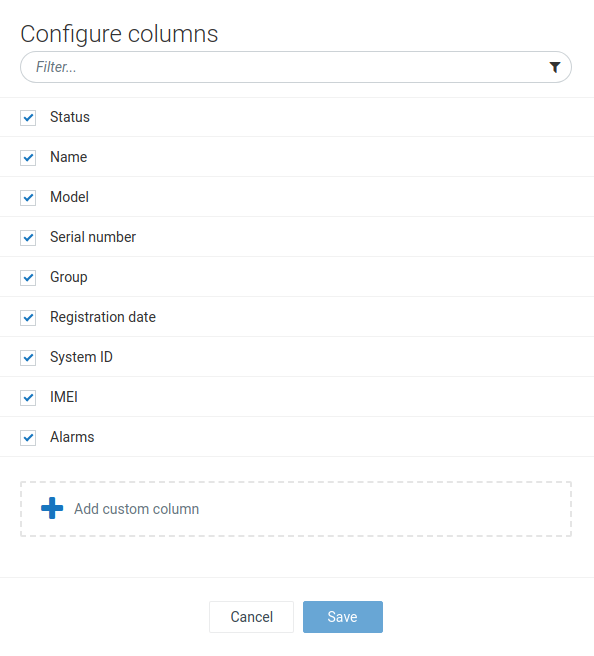 Configure columns
Filter...
Status
Name
Model
Serial number
Group
Registration date
System ID
IMEI
Alarms
Add custom column
Cancel
Save